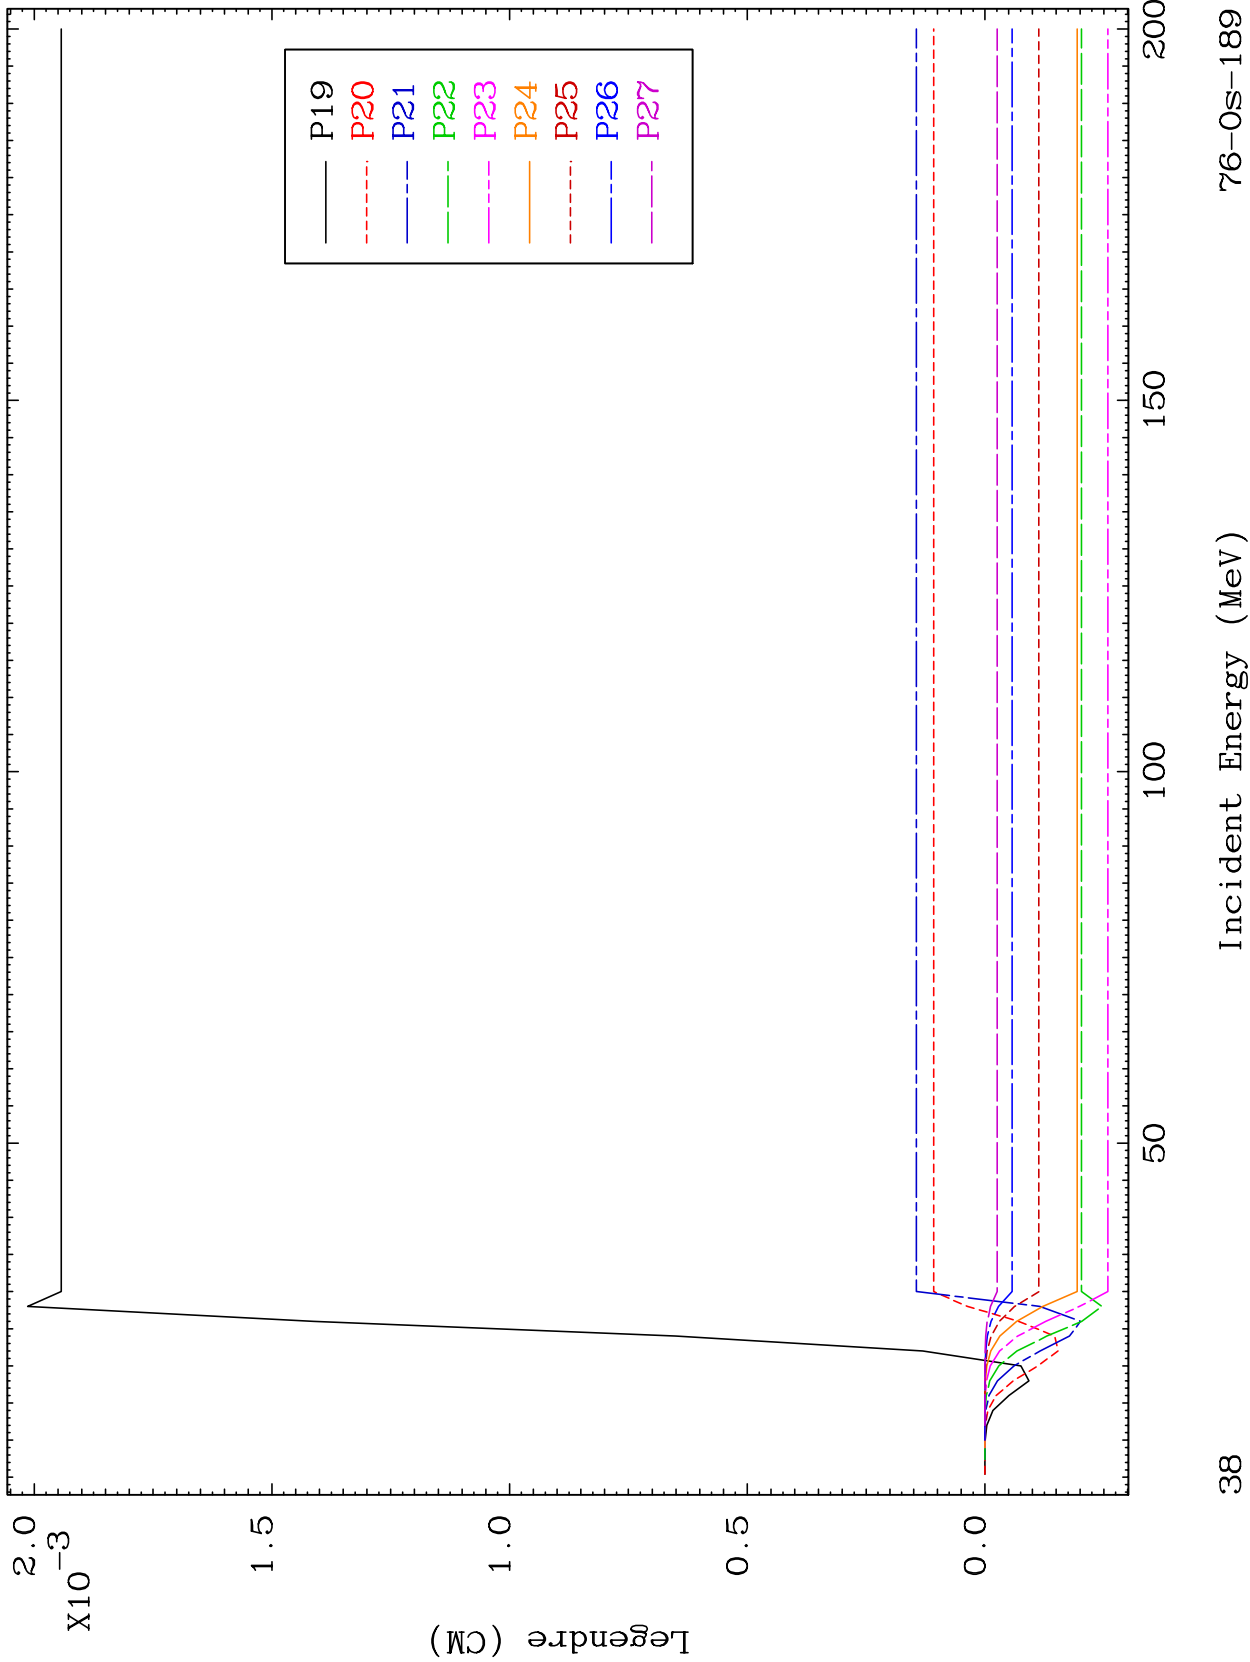 2.0
X10-3
1.5
1.0
0.5
0.0
Legendre (CM)
P19
P20
P21
P22
P23
P24
P25
P26
P27
50
100
150
200
Incident Energy (MeV)
38
76-Os-189